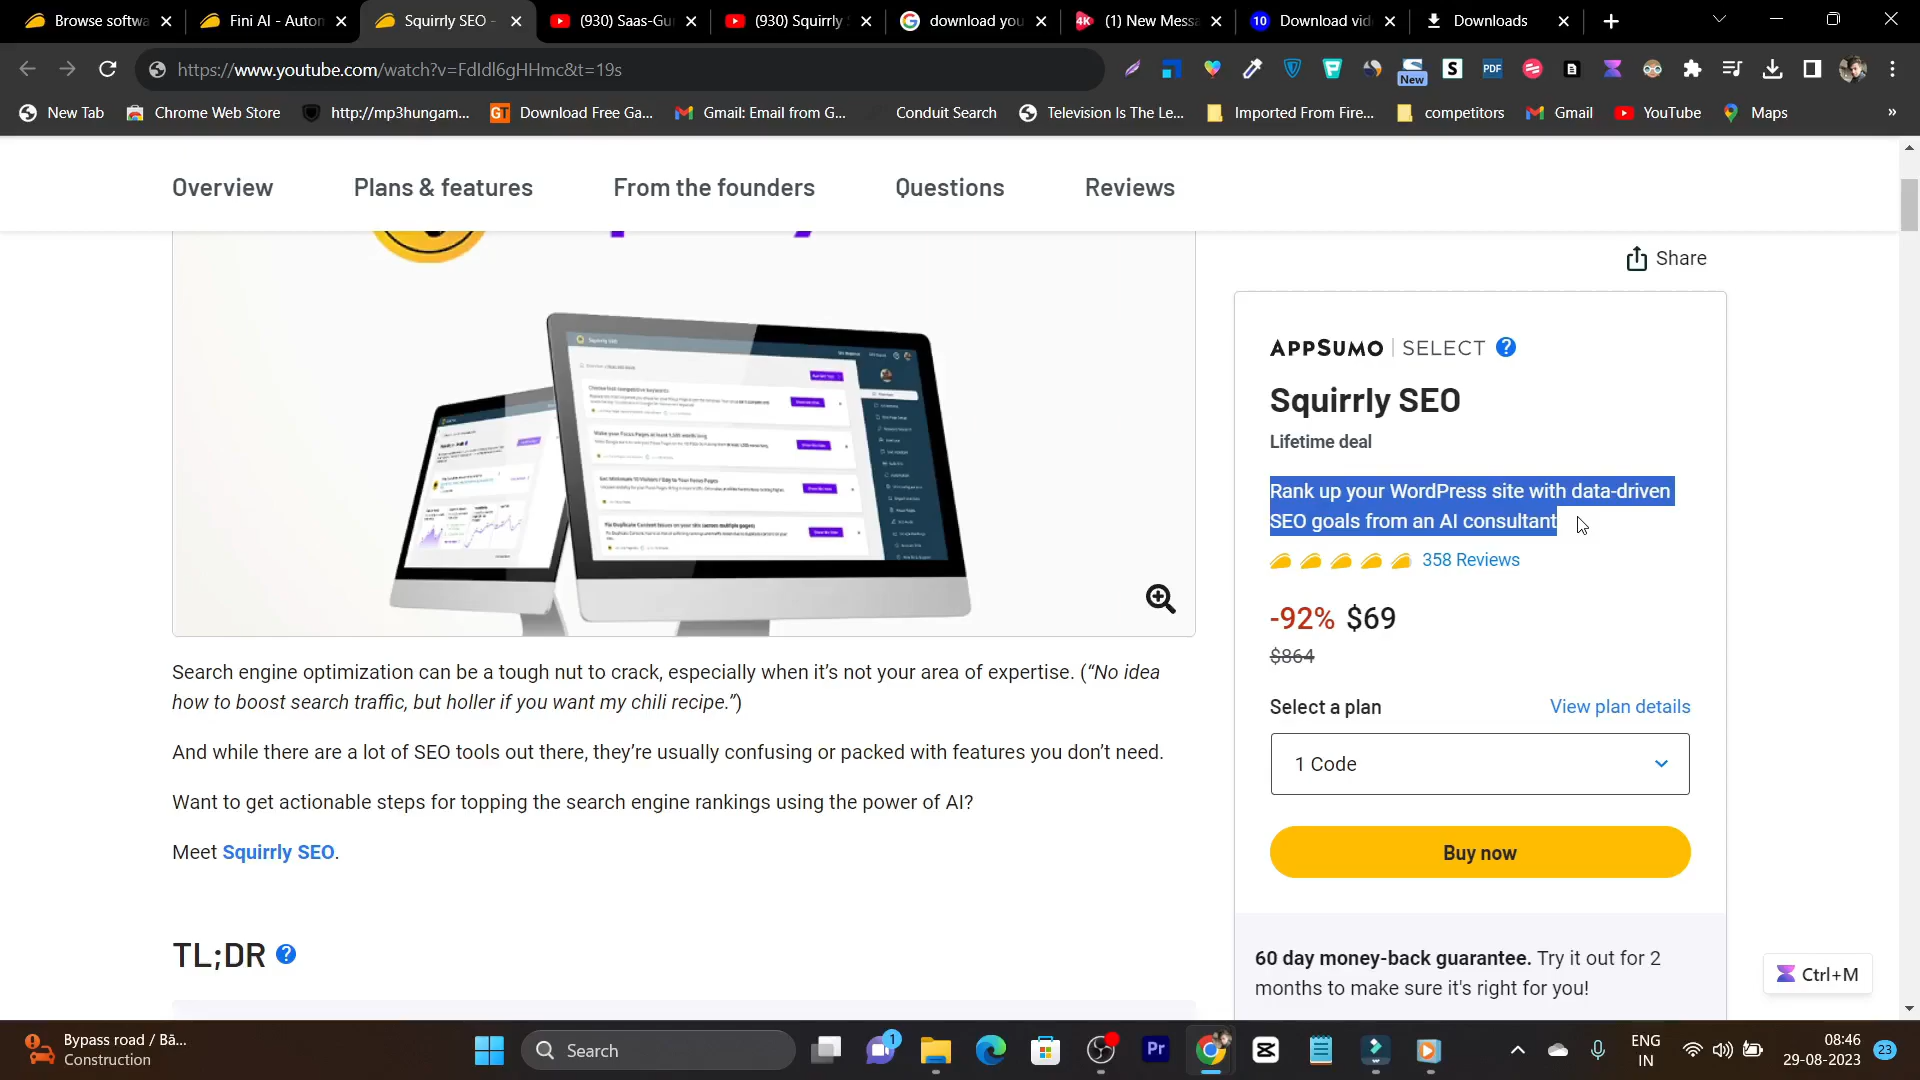 Browse softwa
Fini AI - Auton
Squirrly SEO -
(930) Saas-Gu
(930) Squirrly
download you
(1) New Messa
Download vid
Downloads
https://www.youtube.com/watch?v=FdIdl6gHHmc&t=19s
New
PDF
New Tab
Chrome Web Store
http://mp3hungam...
Download Free Ga...
Gmail: Email from G...
Conduit Search
Television Is The Le...
Imported From Fire...
competitors
Gmail
YouTube
Maps
»
Overview
Plans & features
From the founders
Questions
Reviews
Share
Squirrly SEO
APPSUMO | SELECT ?
Squirrly SEO
Lifetime deal
Rank up your WordPress site with data-driven
SEO goals from an AI consultant
358 Reviews
-92% $69
$864
Select a plan
View plan details
1 Code
Buy now
60 day money-back guarantee. Try it out for 2
months to make sure it's right for you!
Search engine optimization can be a tough nut to crack, especially when it’s not your area of expertise. (“No idea
how to boost search traffic, but holler if you want my chili recipe.”)
And while there are a lot of SEO tools out there, they’re usually confusing or packed with features you don’t need.
Want to get actionable steps for topping the search engine rankings using the power of AI?
Meet Squirrly SEO.
TL;DR ?
Ctrl+M
Bypass road / Bā...
Construction
Search
1
Pr
ENG
IN
08:46
29-08-2023
23